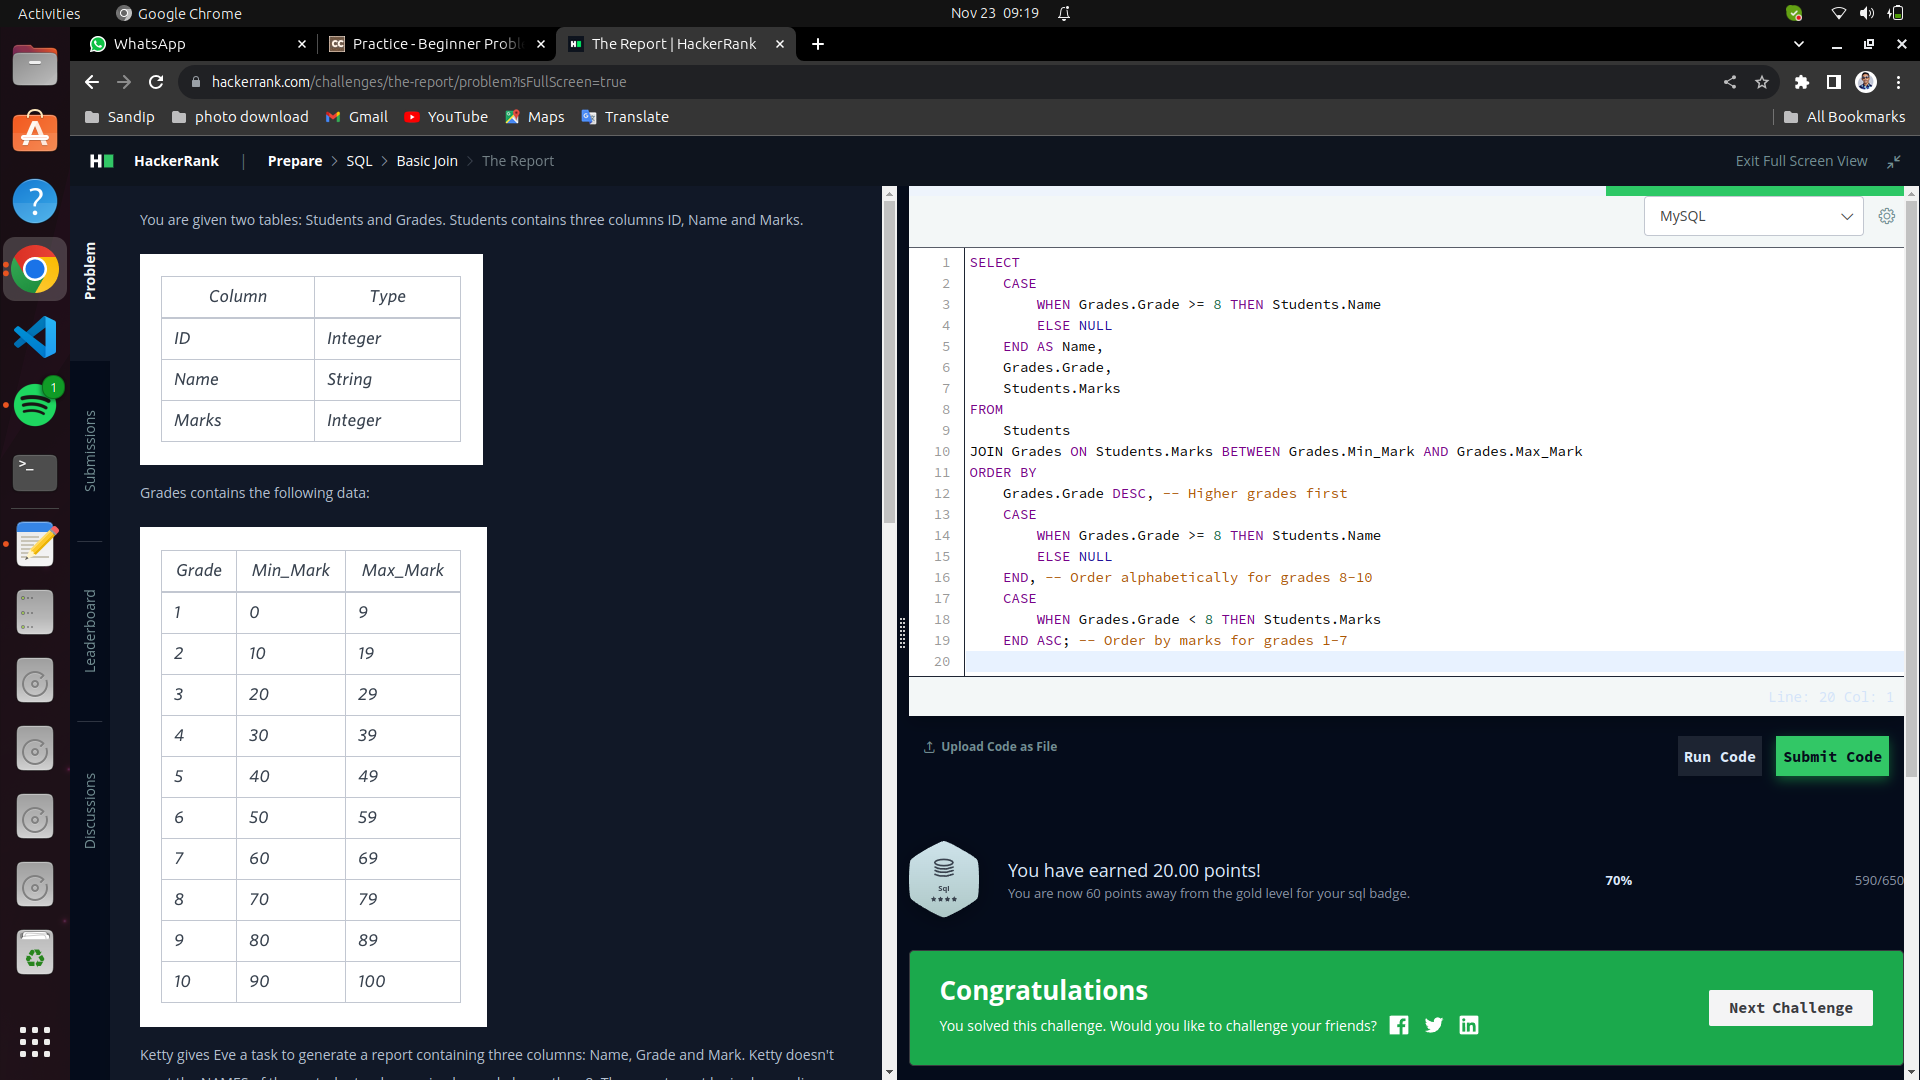 Activities
Google Chrome
Nov 23 09:19
WhatsApp
Practice - Beginner Probl
The Report | HackerRank
hackerrank.com/challenges/the-report/problem?isFullScreen=true
Sandip
photo download
Gmail
YouTube
Maps
Translate
All Bookmarks
HackerRank | Prepare > SQL > Basic Join > The Report
Exit Full Screen View
Problem
Submissions
Leaderboard
Discussions
You are given two tables: Students and Grades. Students contains three columns ID, Name and Marks.
Column Type
ID Integer
Name String
Marks Integer
Grades contains the following data:
Grade Min_Mark Max_Mark
1 0 9
2 10 19
3 20 29
4 30 39
5 40 49
6 50 59
7 60 69
8 70 79
9 80 89
10 90 100
Ketty gives Eve a task to generate a report containing three columns: Name, Grade and Mark. Ketty doesn't
MySQL
1 SELECT
2 CASE
3 WHEN Grades.Grade >= 8 THEN Students.Name
4 ELSE NULL
5 END AS Name,
6 Grades.Grade,
7 Students.Marks
8 FROM
9 Students
10 JOIN Grades ON Students.Marks BETWEEN Grades.Min_Mark AND Grades.Max_Mark
11 ORDER BY
12 Grades.Grade DESC, -- Higher grades first
13 CASE
14 WHEN Grades.Grade >= 8 THEN Students.Name
15 ELSE NULL
16 END, -- Order alphabetically for grades 8-10
17 CASE
18 WHEN Grades.Grade < 8 THEN Students.Marks
19 END ASC; -- Order by marks for grades 1-7
20
Line: 20 Col: 1
Upload Code as File
Run Code
Submit Code
Sql
You have earned 20.00 points!
You are now 60 points away from the gold level for your sql badge.
70%
590/650
Congratulations
You solved this challenge. Would you like to challenge your friends?
Next Challenge
1